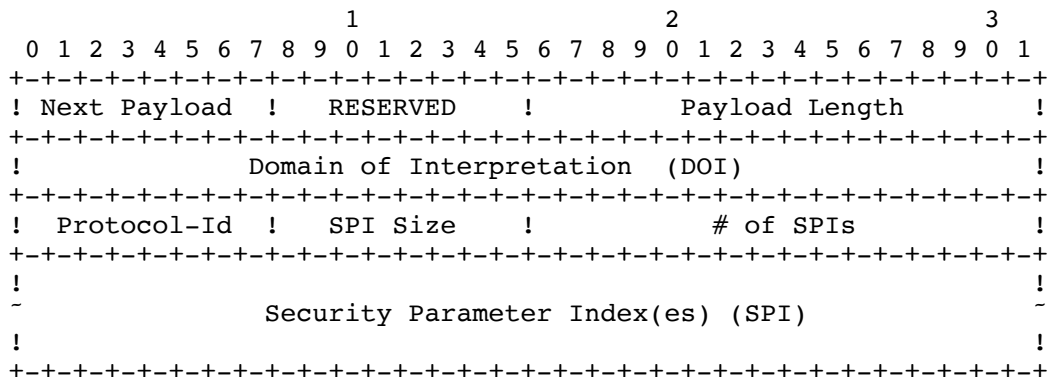 1                   2                   3
 0 1 2 3 4 5 6 7 8 9 0 1 2 3 4 5 6 7 8 9 0 1 2 3 4 5 6 7 8 9 0 1
+-+-+-+-+-+-+-+-+-+-+-+-+-+-+-+-+-+-+-+-+-+-+-+-+-+-+-+-+-+-+-+-+
! Next Payload  !   RESERVED    !         Payload Length        !
+-+-+-+-+-+-+-+-+-+-+-+-+-+-+-+-+-+-+-+-+-+-+-+-+-+-+-+-+-+-+-+-+
!              Domain of Interpretation  (DOI)                  !
+-+-+-+-+-+-+-+-+-+-+-+-+-+-+-+-+-+-+-+-+-+-+-+-+-+-+-+-+-+-+-+-+
!  Protocol-Id  !   SPI Size    !           # of SPIs           !
+-+-+-+-+-+-+-+-+-+-+-+-+-+-+-+-+-+-+-+-+-+-+-+-+-+-+-+-+-+-+-+-+
!                                                               !
~               Security Parameter Index(es) (SPI)              ~
!                                                               !
+-+-+-+-+-+-+-+-+-+-+-+-+-+-+-+-+-+-+-+-+-+-+-+-+-+-+-+-+-+-+-+-+